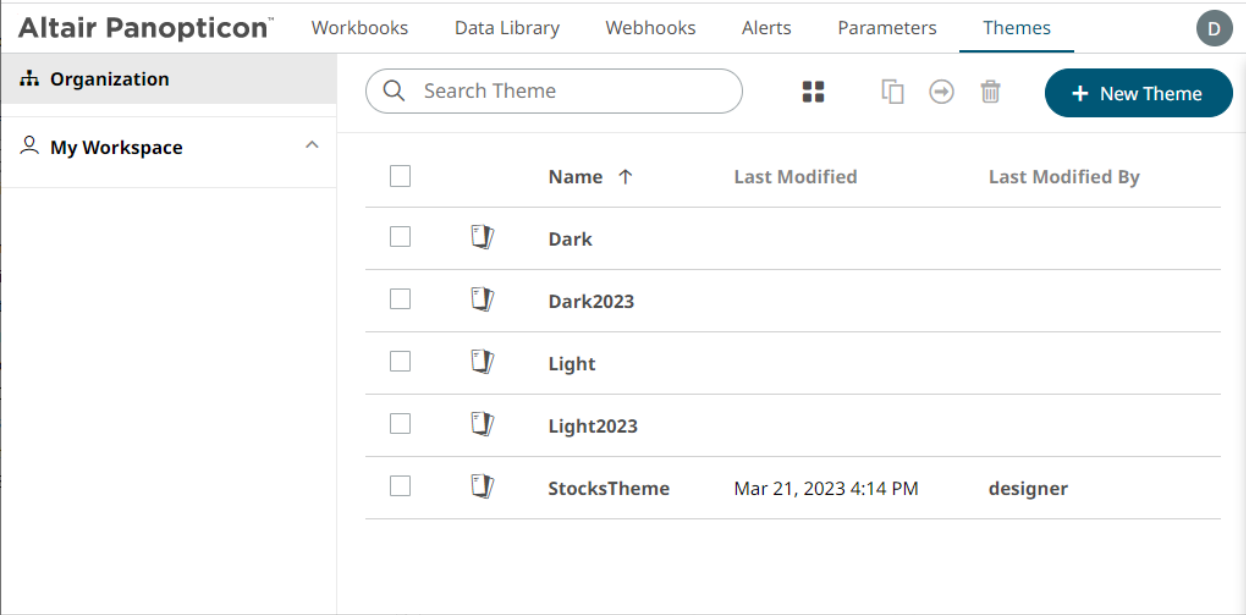 Altair Panopticon™ Workbooks Data Library Webhooks Alerts Parameters Themes D
Organization
My Workspace
Search Theme
+ New Theme
Name ↑ Last Modified Last Modified By
Dark
Dark2023
Light
Light2023
StocksTheme Mar 21, 2023 4:14 PM designer